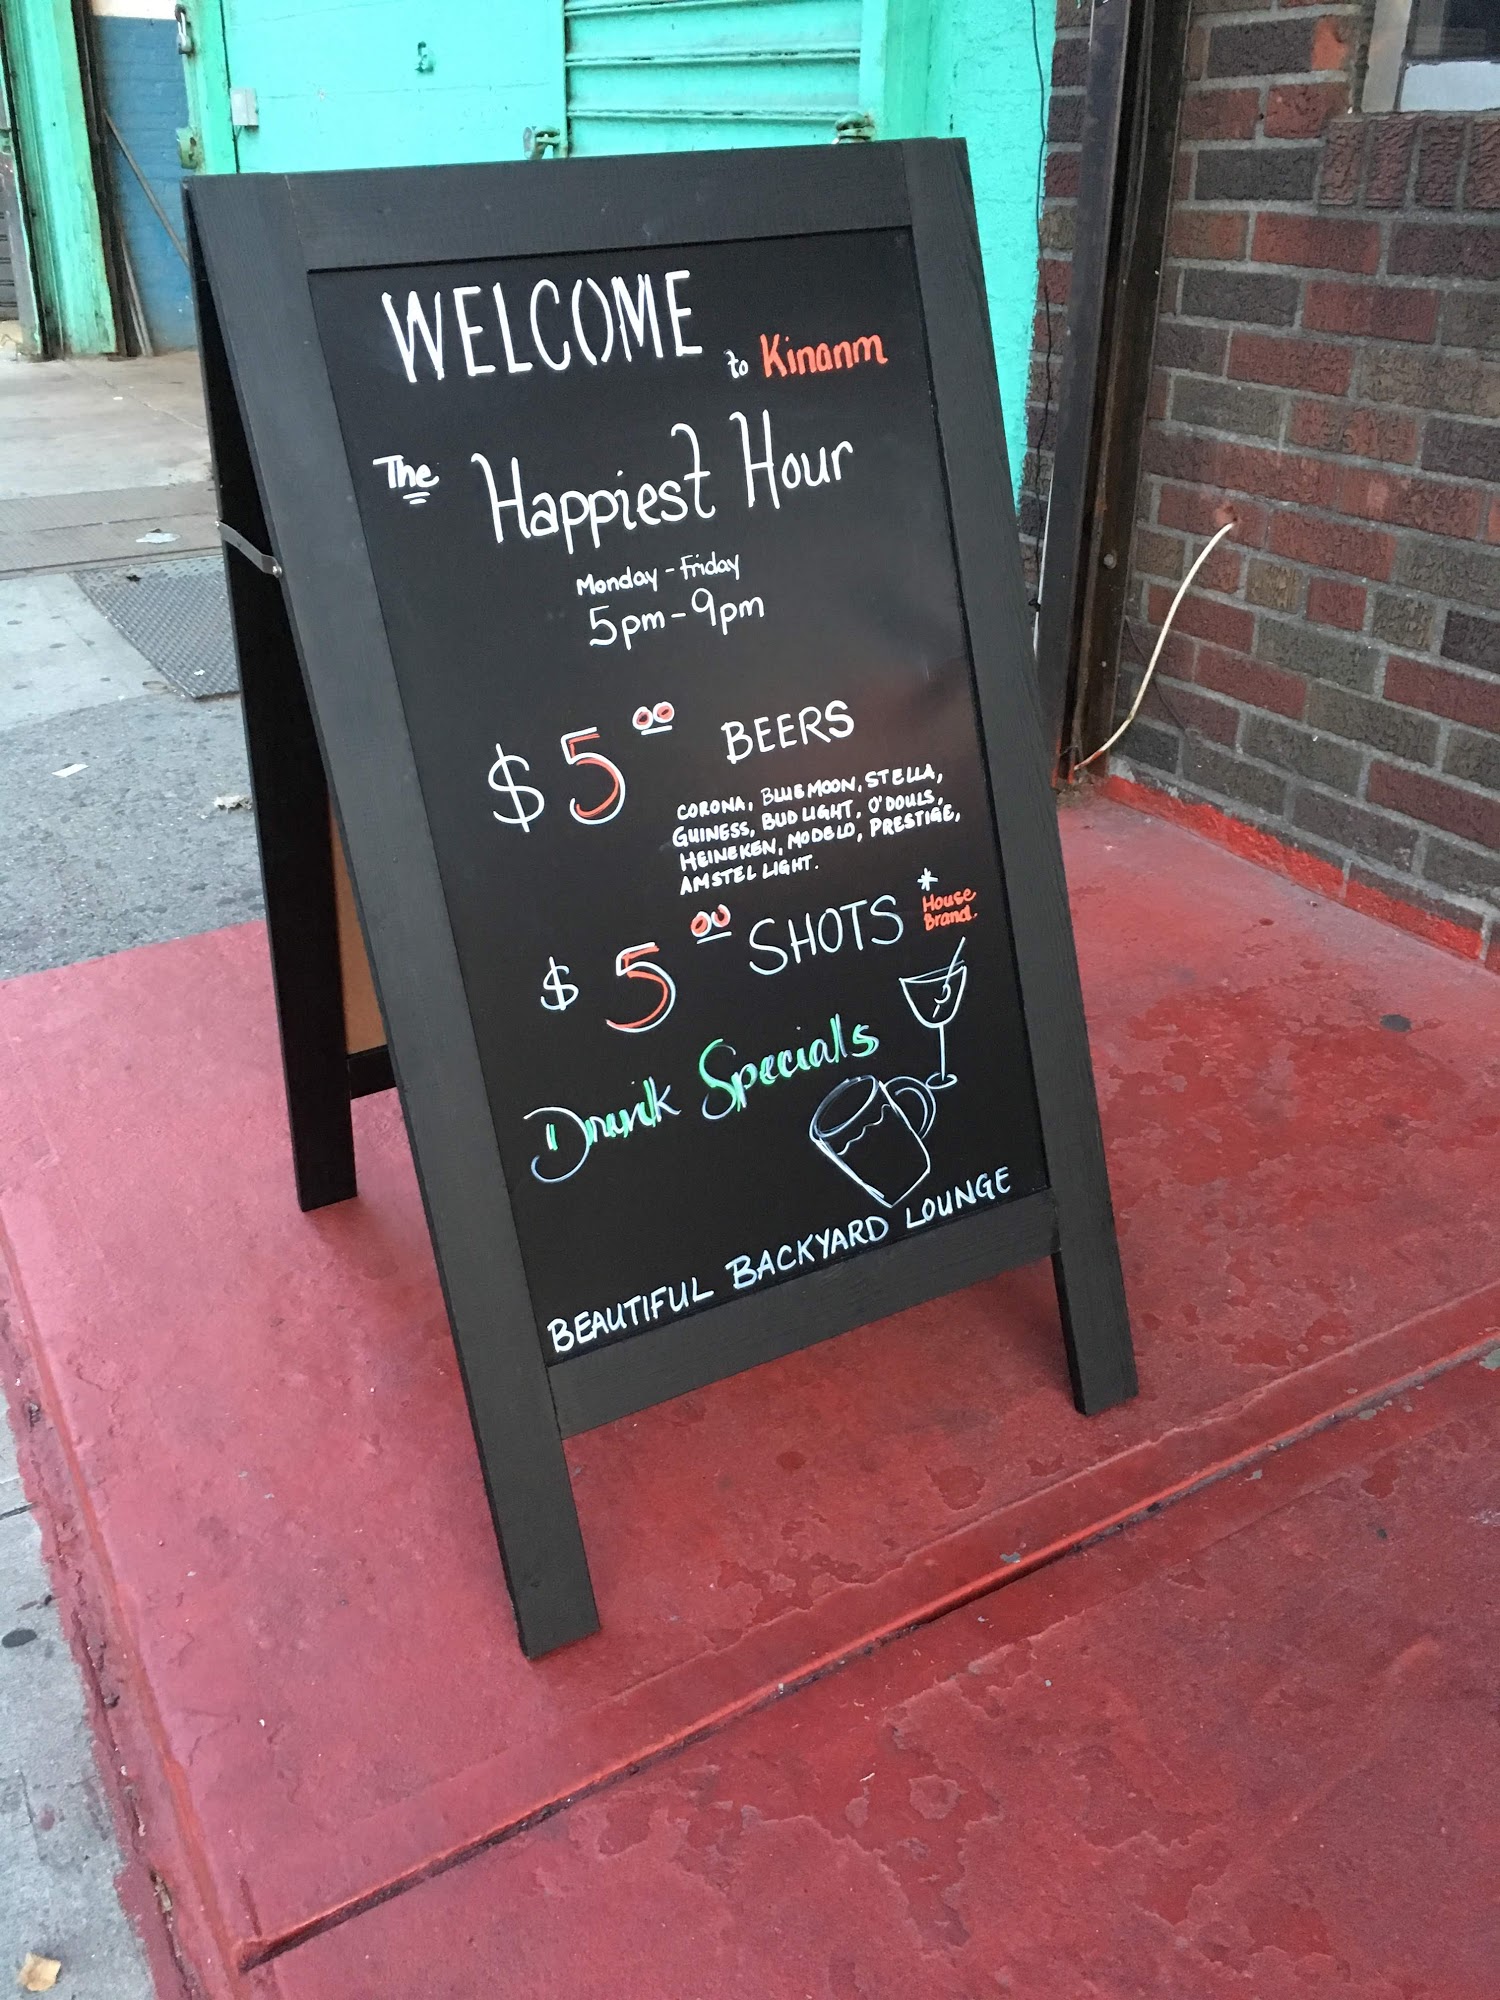 WELCOME to Kinanm
The Happiest Hour
Monday - Friday
5pm - 9pm
$5.00 BEERS
CORONA, BLUE MOON, STELLA,
GUINESS, BUD LIGHT, O'DOULS,
HEINEKEN, MODELO, PRESTIGE,
AMSTEL LIGHT.
$5.00 SHOTS * House
Brand.
Drink Specials
BEAUTIFUL BACKYARD LOUNGE